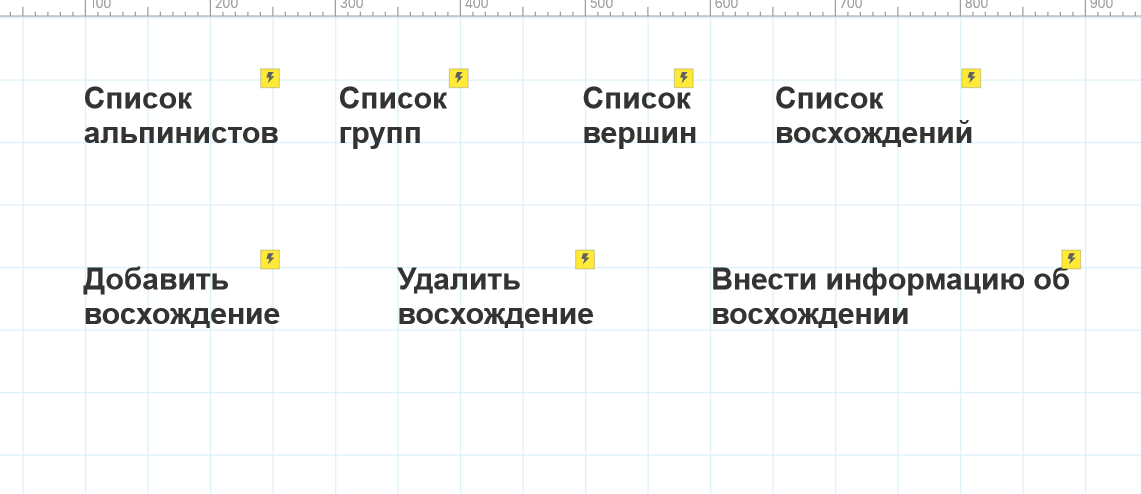 100 200 300 400 500 600 700 800 900
Список
альпинистов
Список
групп
Список
вершин
Список
восхождений
Добавить
восхождение
Удалить
восхождение
Внести информацию об
восхождении